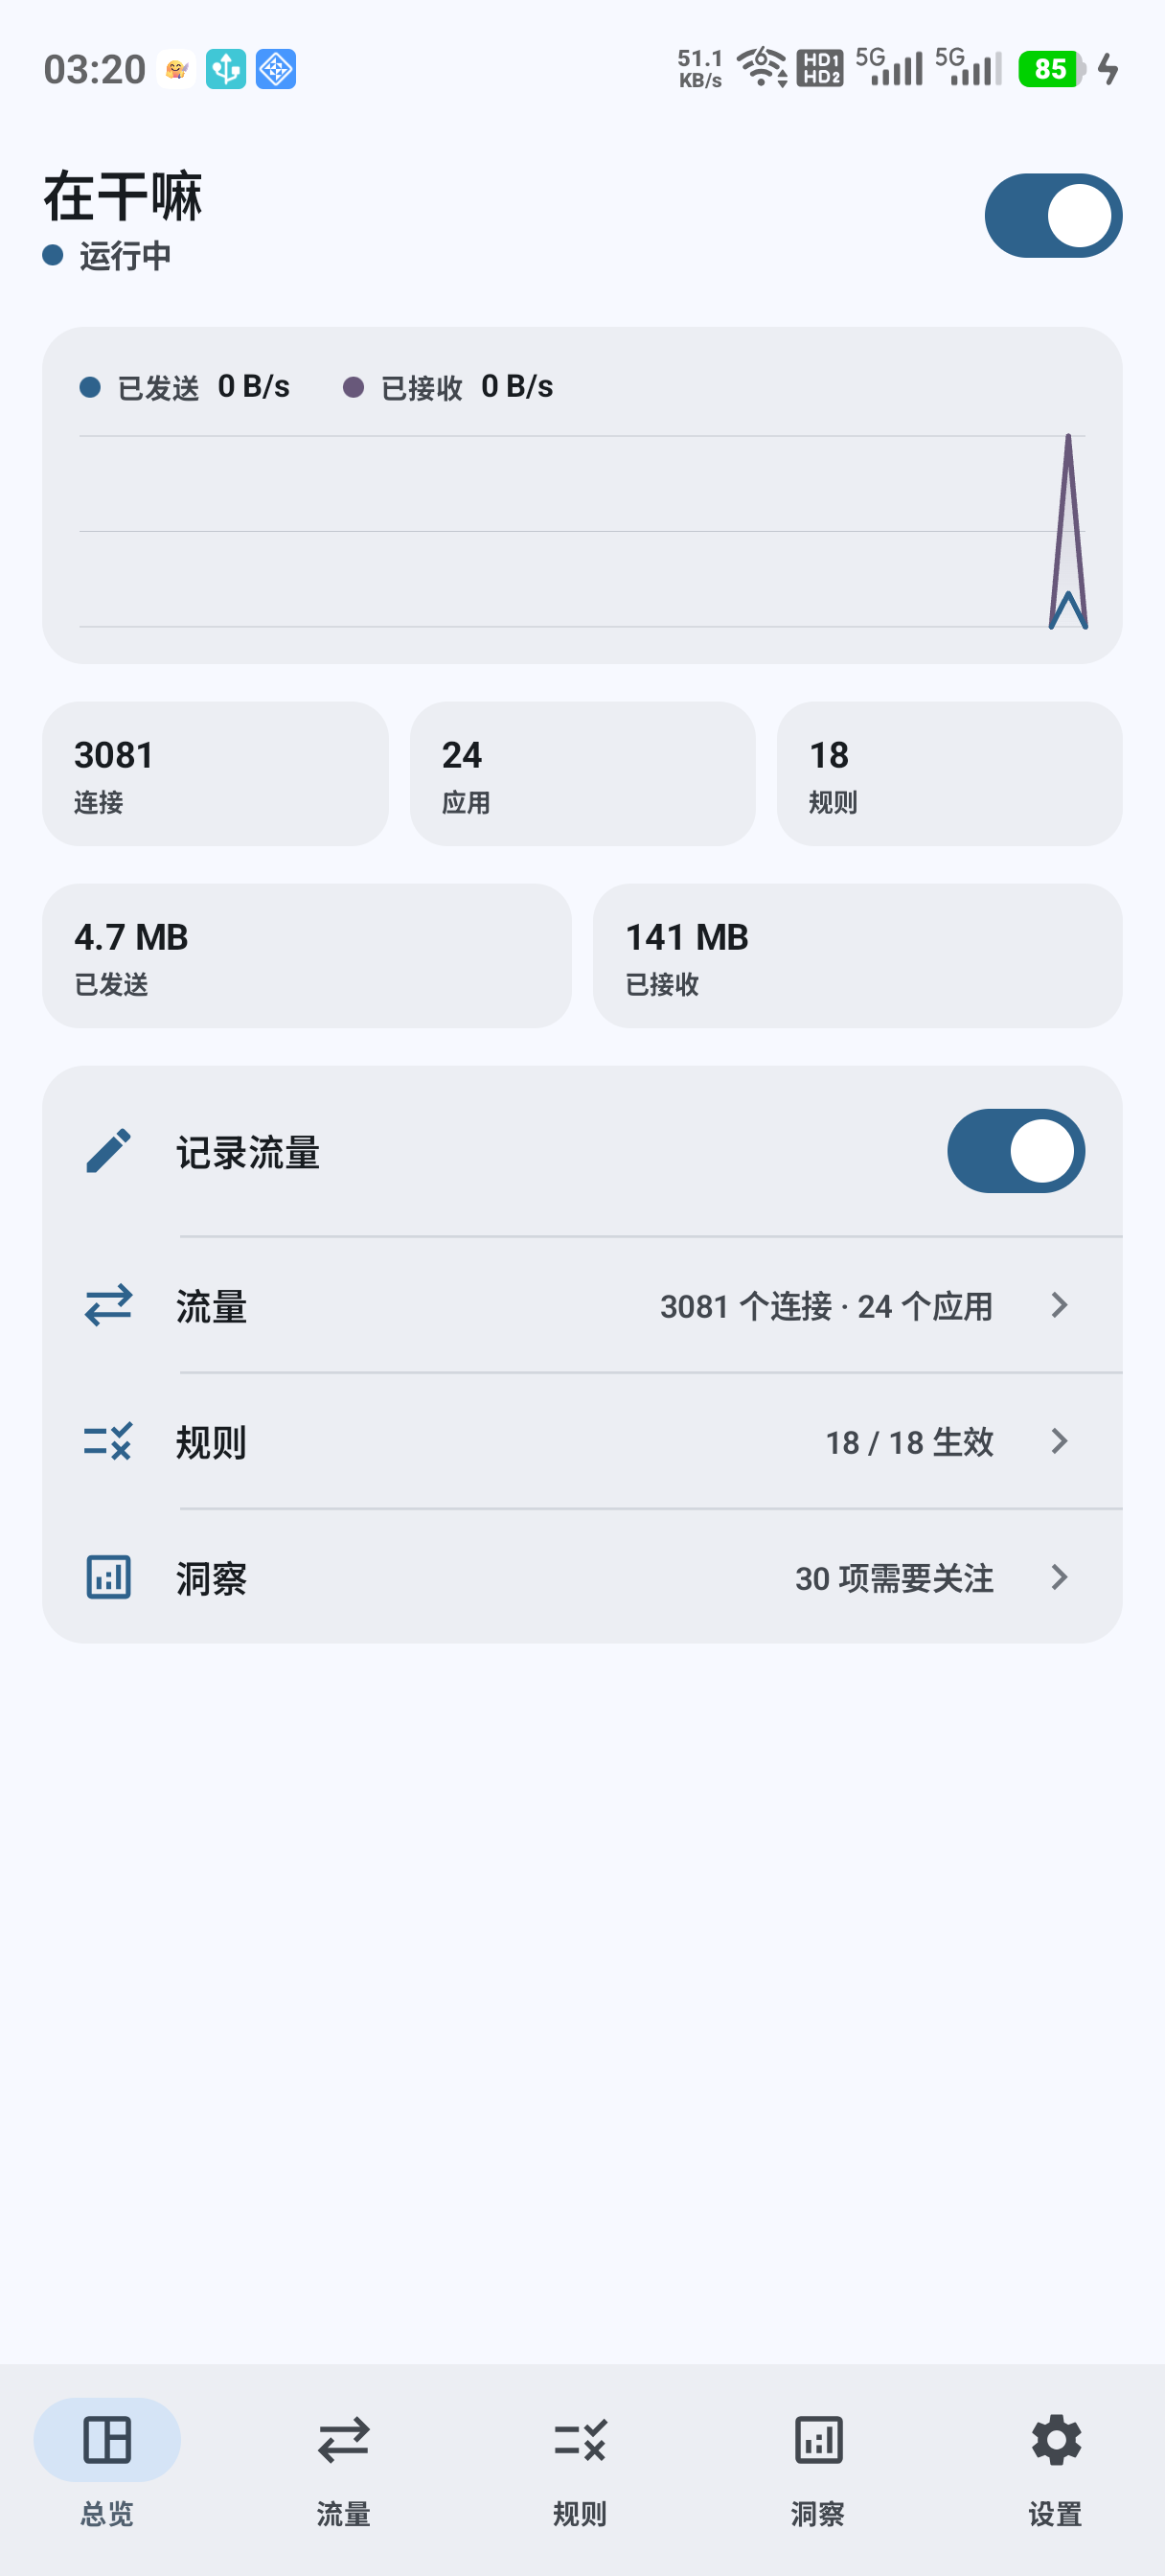 03:20 51.1 KB/s 6 HD1 HD2 5G 5G 85
在干嘛
运行中
已发送 0 B/s 已接收 0 B/s
3081 24 18
连接 应用 规则
4.7 MB 141 MB
已发送 已接收
记录流量
流量 3081 个连接 · 24 个应用
规则 18 / 18 生效
洞察 30 项需要关注
总览 流量 规则 洞察 设置